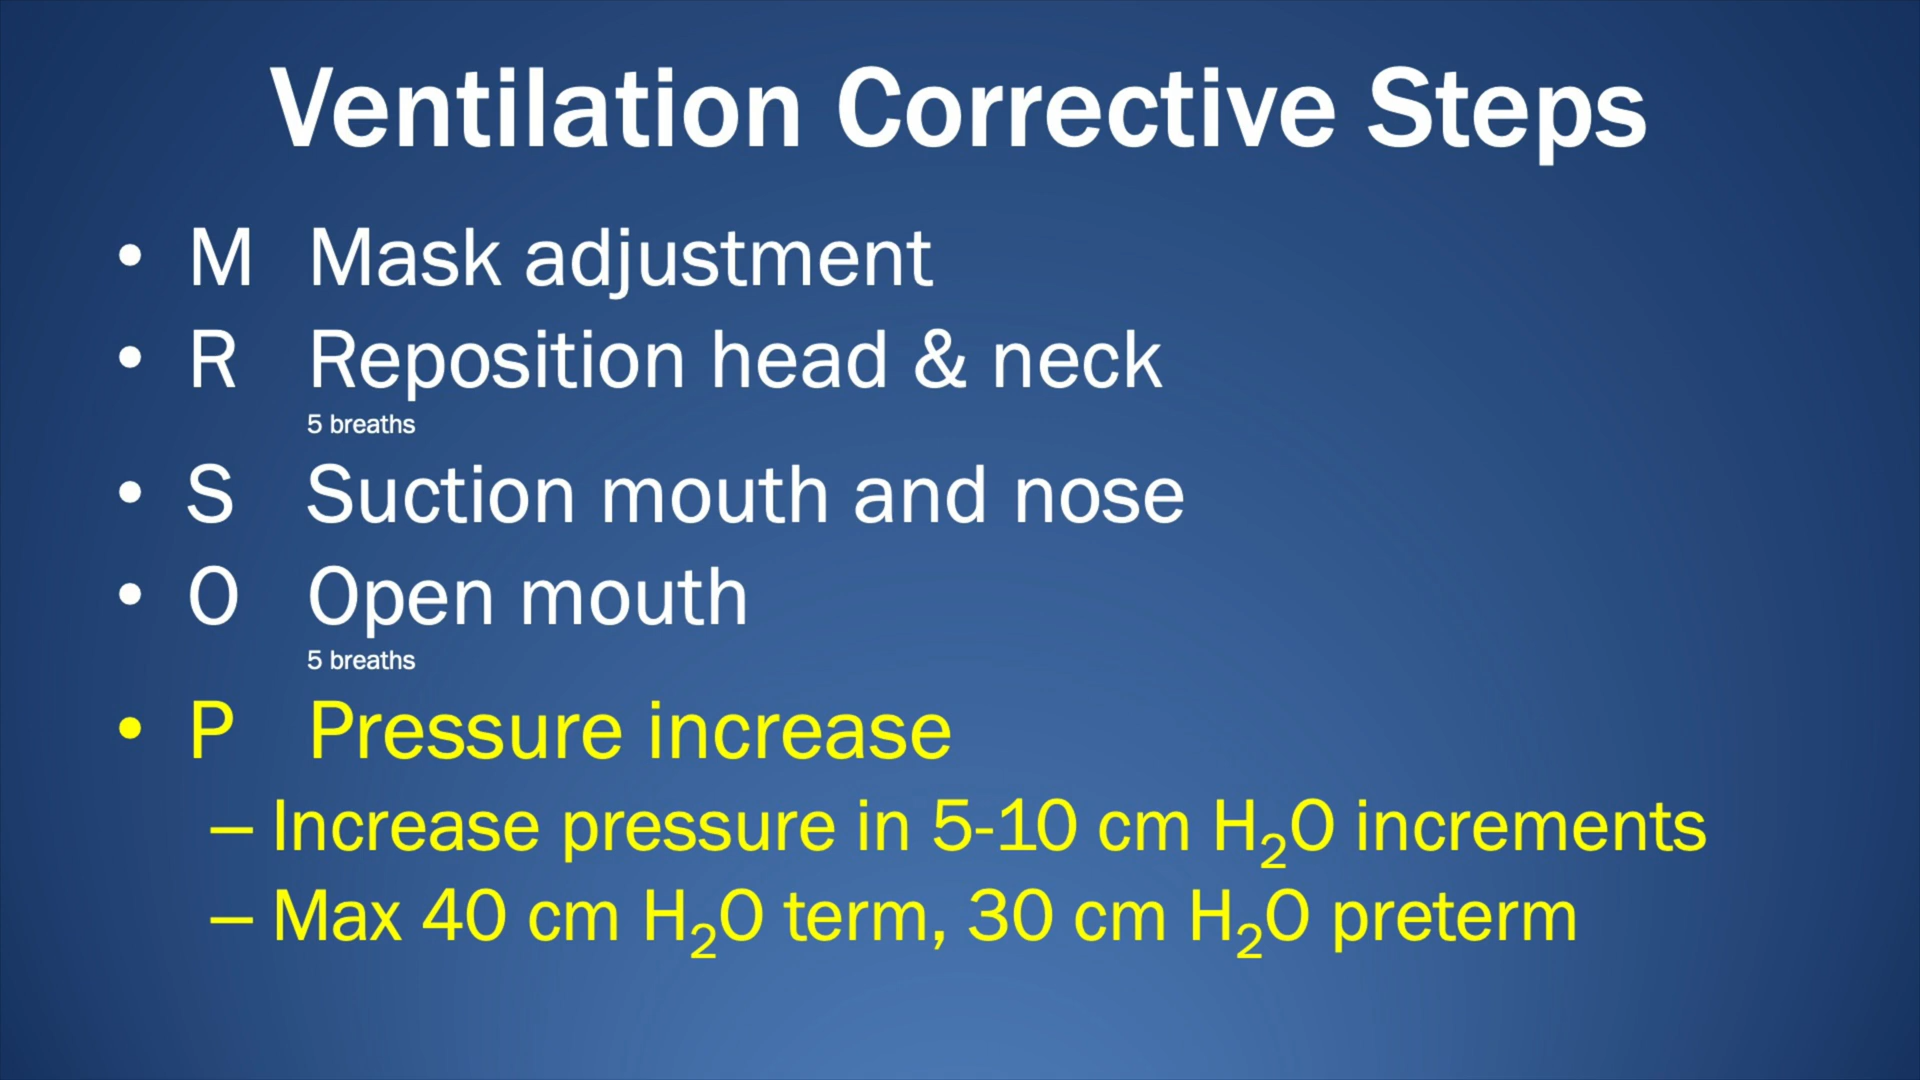 Ventilation Corrective Steps
• M Mask adjustment
• R Reposition head & neck
5 breaths
• S Suction mouth and nose
• O Open mouth
5 breaths
• P Pressure increase
– Increase pressure in 5-10 cm H₂O increments
– Max 40 cm H₂O term, 30 cm H₂O preterm